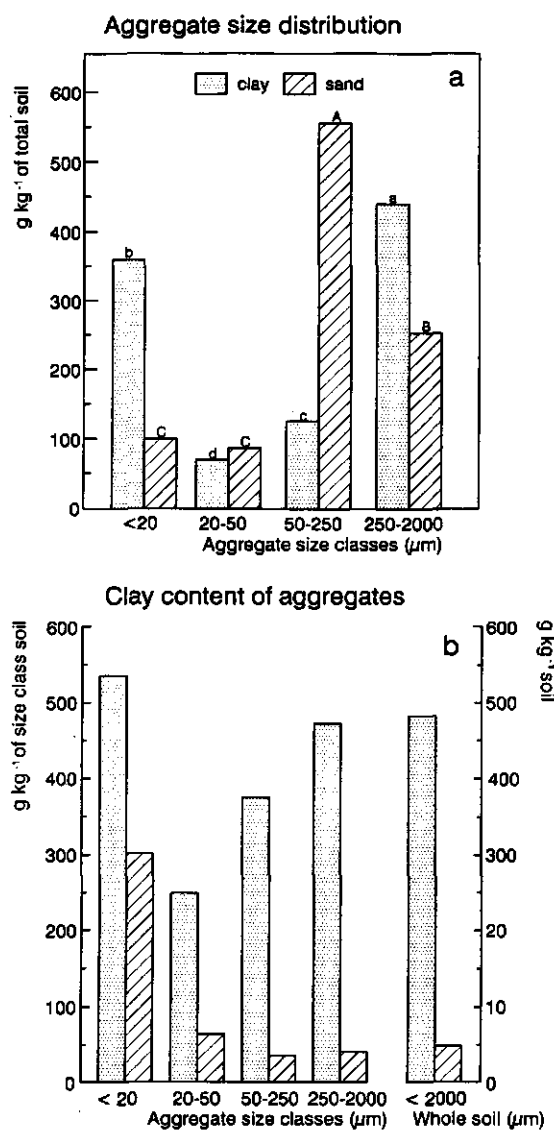 Aggregate size distribution
a
clay sand
g kg⁻¹ of total soil
600
500
400
300
200
100
0
b
C
d
C
c
A
a
B
<20 20-50 50-250 250-2000
Aggregate size classes (µm)
Clay content of aggregates
b
g kg⁻¹ of size class soil
g kg⁻¹ soil
600
500
400
300
200
100
0
600
500
400
300
20
10
0
< 20 20-50 50-250 250-2000 < 2000
Aggregate size classes (µm) Whole soil (µm)